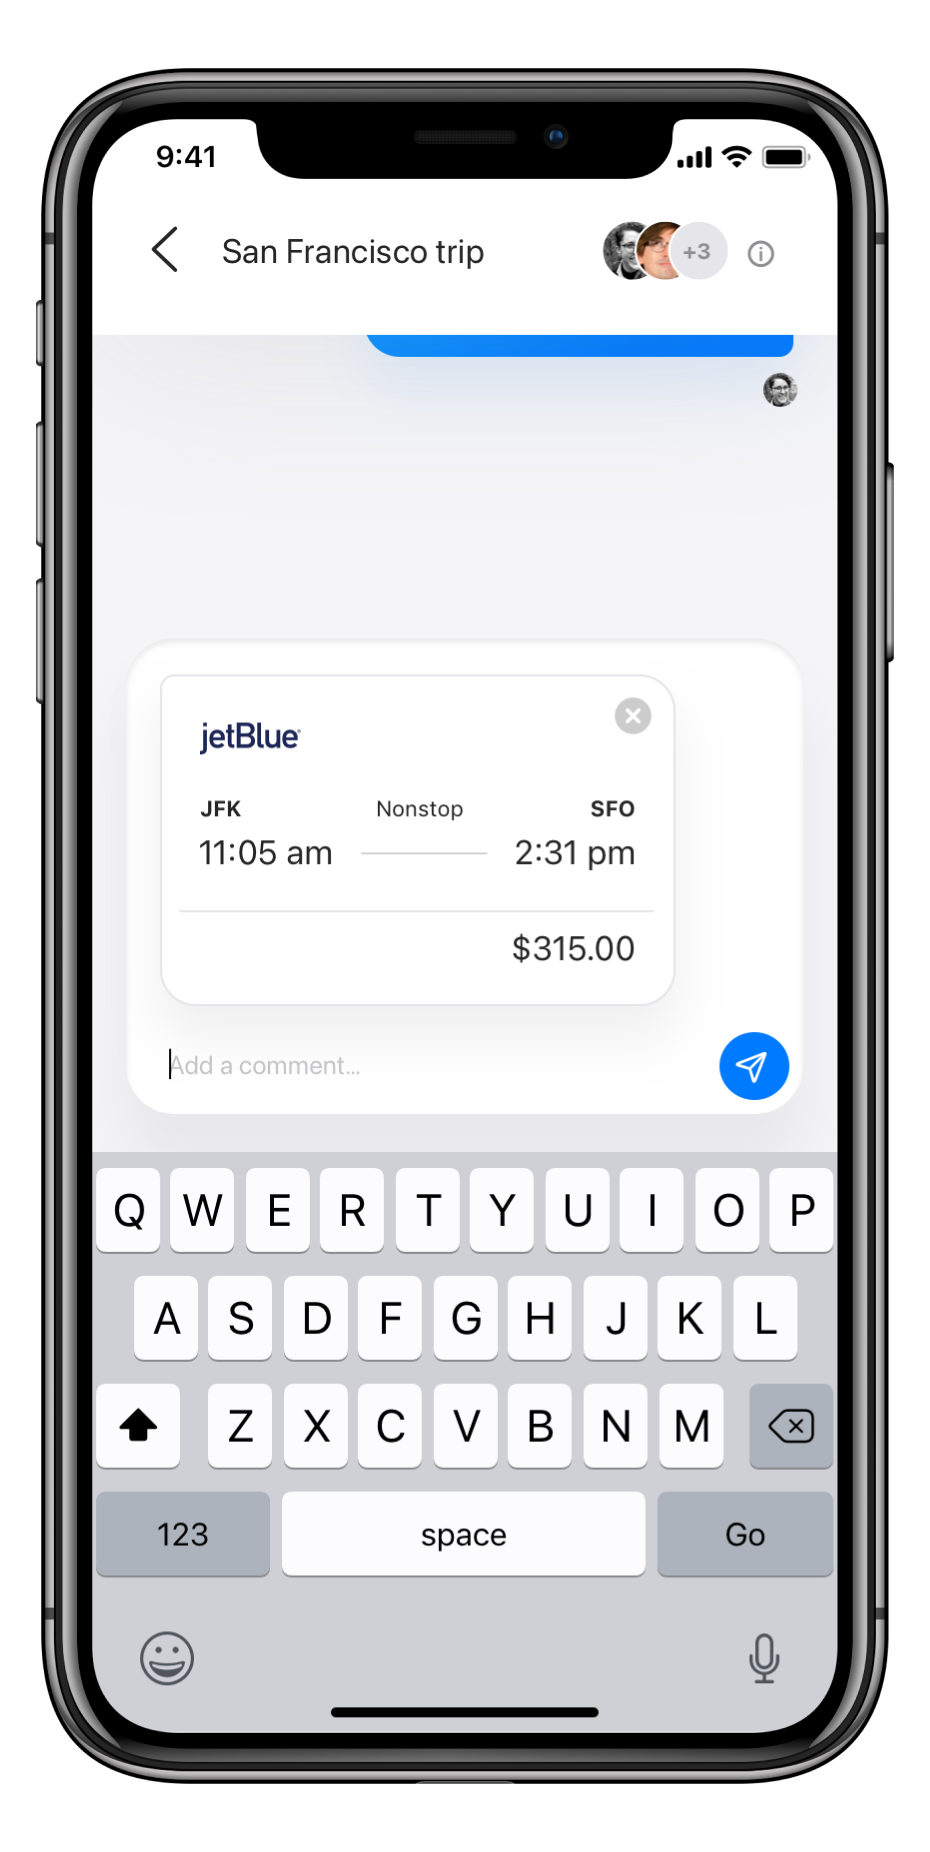 9:41
San Francisco trip
+3
jetBlue
JFK Nonstop SFO
11:05 am 2:31 pm
$315.00
Add a comment...
Q W E R T Y U I O P
A S D F G H J K L
Z X C V B N M
123 space Go